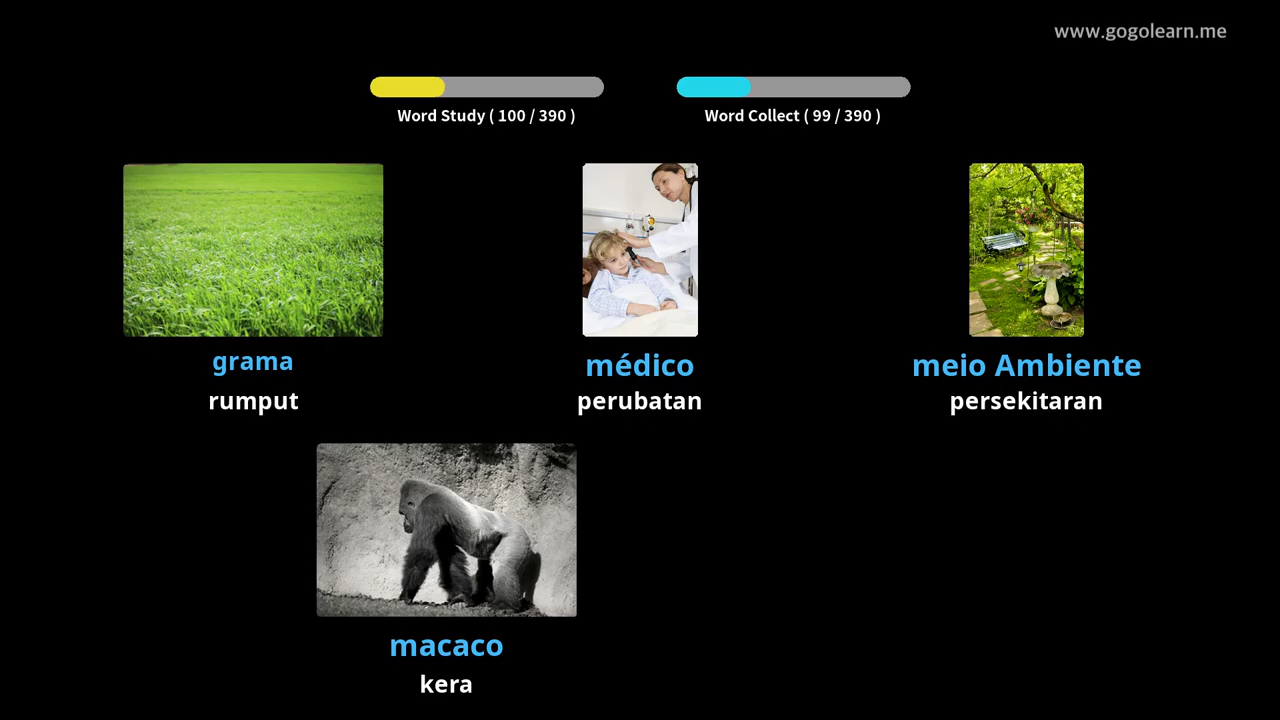 www.gogolearn.me
Word Study ( 100 / 390 )
Word Collect ( 99 / 390 )
grama
rumput
médico
perubatan
meio Ambiente
persekitaran
macaco
kera